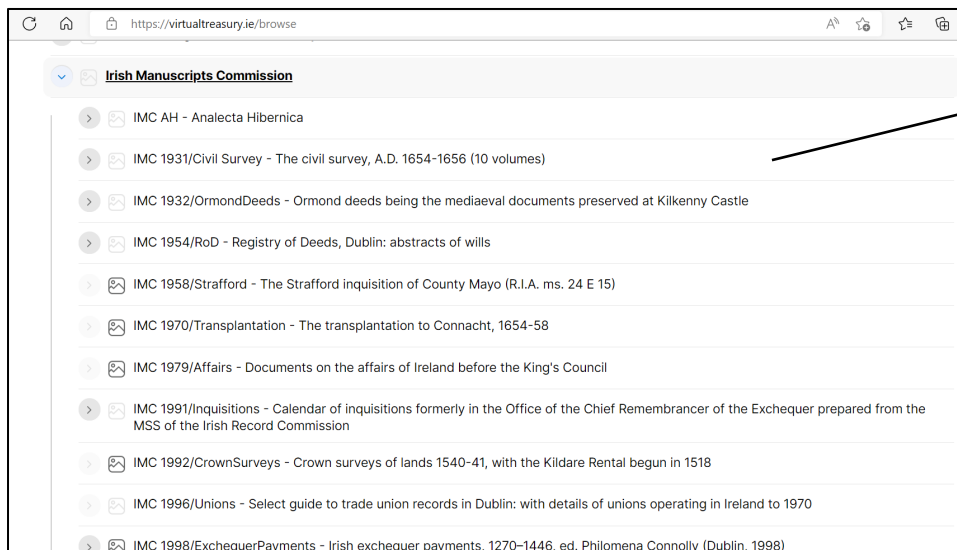 https://virtualtreasury.ie/browse
Irish Manuscripts Commission
IMC AH - Analecta Hibernica
IMC 1931/Civil Survey - The civil survey, A.D. 1654-1656 (10 volumes)
IMC 1932/OrmondDeeds - Ormond deeds being the mediaeval documents preserved at Kilkenny Castle
IMC 1954/RoD - Registry of Deeds, Dublin: abstracts of wills
IMC 1958/Strafford - The Strafford inquisition of County Mayo (R.I.A. ms. 24 E 15)
IMC 1970/Transplantation - The transplantation to Connacht, 1654-58
IMC 1979/Affairs - Documents on the affairs of Ireland before the King's Council
IMC 1991/Inquisitions - Calendar of inquisitions formerly in the Office of the Chief Remembrancer of the Exchequer prepared from the
MSS of the Irish Record Commission
IMC 1992/CrownSurveys - Crown surveys of lands 1540-41, with the Kildare Rental begun in 1518
IMC 1996/Unions - Select guide to trade union records in Dublin: with details of unions operating in Ireland to 1970
IMC 1998/ExchequerPayments - Irish exchequer payments, 1270–1446, ed. Philomena Connolly (Dublin, 1998)